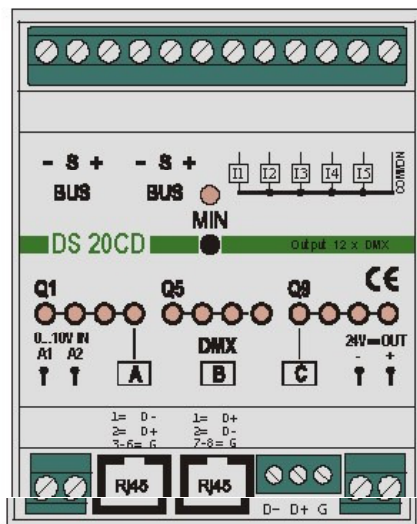 - S + - S +
BUS BUS
I1 I2 I3 I4 I5
COMMON
MIN
DS 20CD Output 12 x DMX
Q1 Q5 Q9 CE
0...10V IN DMX 24V OUT
A1 A2 A B C - +
1= D- 1= D+
2= D+ 2= D-
3-6= G 7-8= G
RJ45 RJ45
D- D+ G